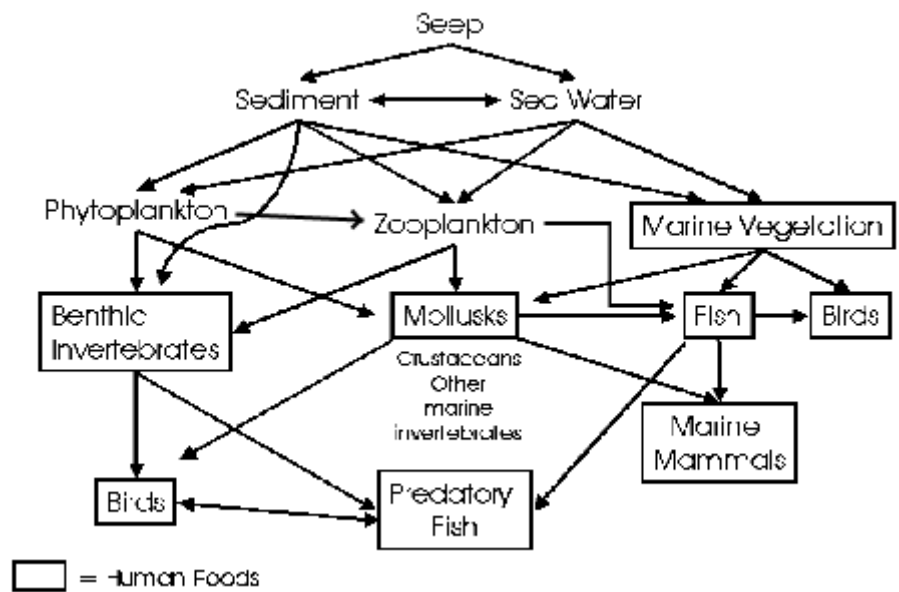 Seep
Sediment
Sea Water
Phytoplankton
Zooplankton
Marine Vegetation
Benthic
Invertebrates
Mollusks
Fish
Birds
Crustaceans
Other
marine
invertebrates
Marine
Mammals
Birds
Predatory
Fish
= Human Foods